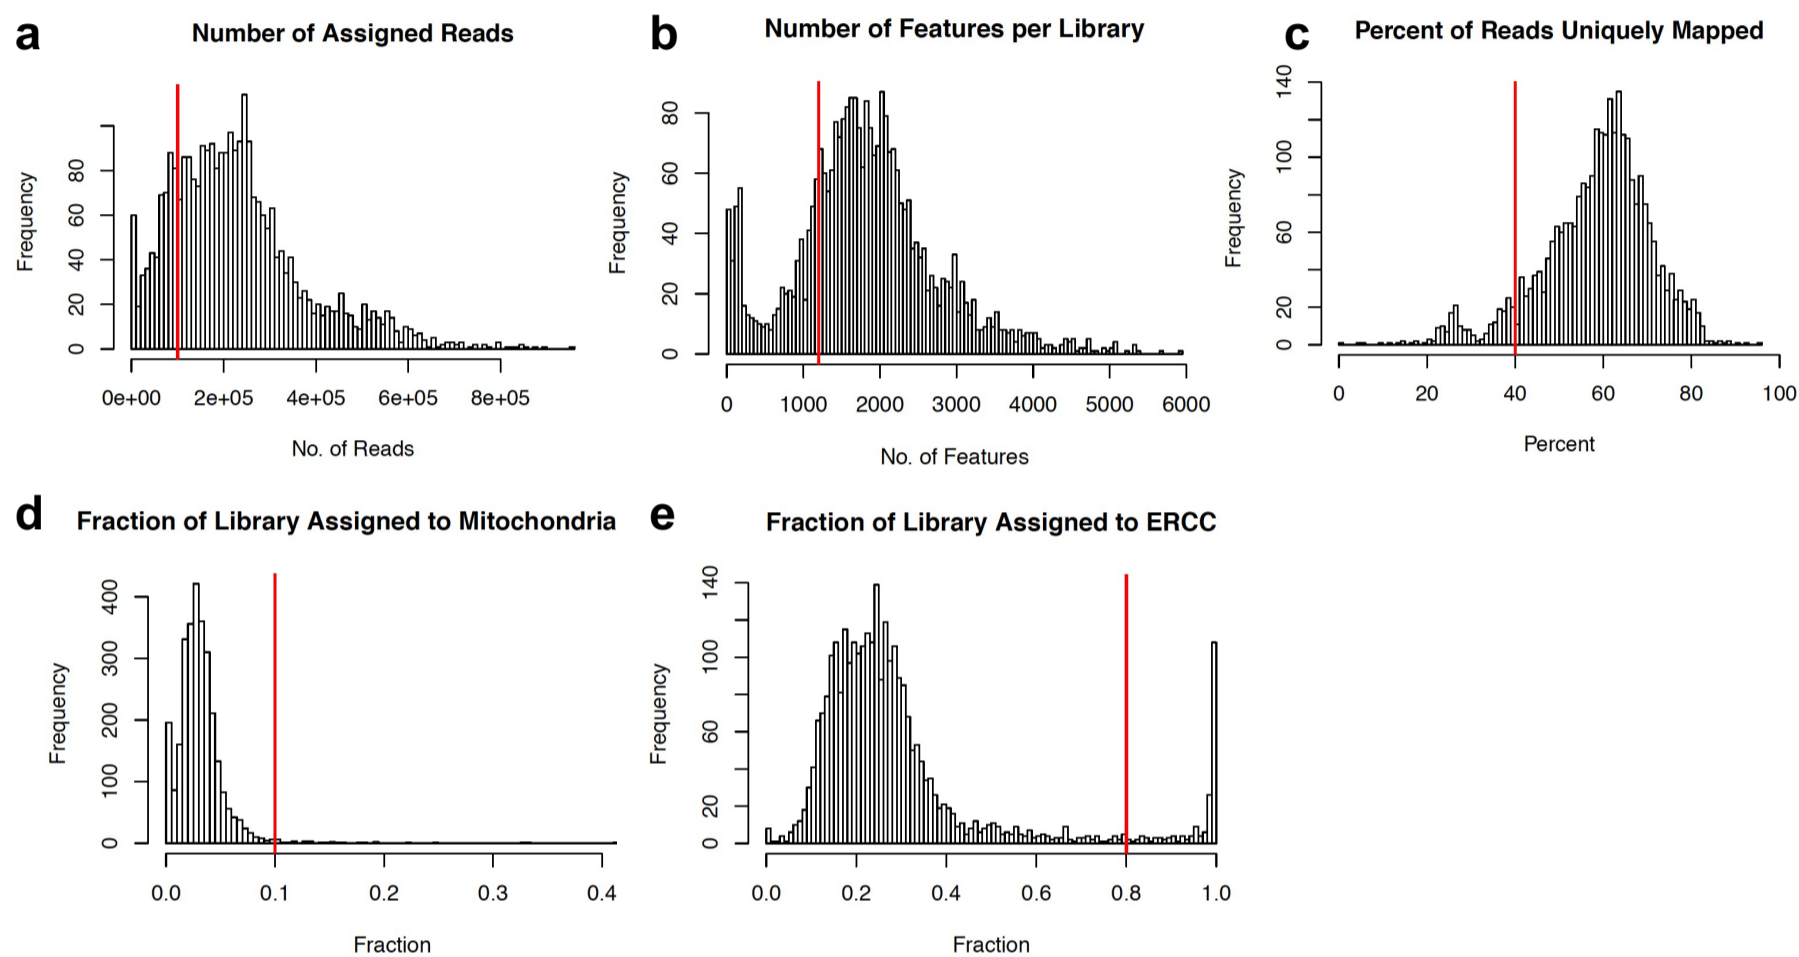 a
Number of Assigned Reads
Frequency
0 20 40 60 80
0e+00 2e+05 4e+05 6e+05 8e+05
No. of Reads
b
Number of Features per Library
Frequency
0 20 40 60 80
0 1000 2000 3000 4000 5000 6000
No. of Features
c
Percent of Reads Uniquely Mapped
Frequency
0 20 60 100 140
0 20 40 60 80 100
Percent
d
Fraction of Library Assigned to Mitochondria
Frequency
0 100 200 300 400
0.0 0.1 0.2 0.3 0.4
Fraction
e
Fraction of Library Assigned to ERCC
Frequency
0 20 60 100 140
0.0 0.2 0.4 0.6 0.8 1.0
Fraction